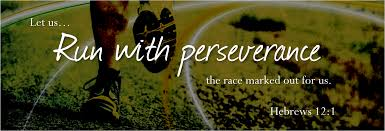 Let us…
Run with perseverance
the race marked out for us.
Hebrews 12:1